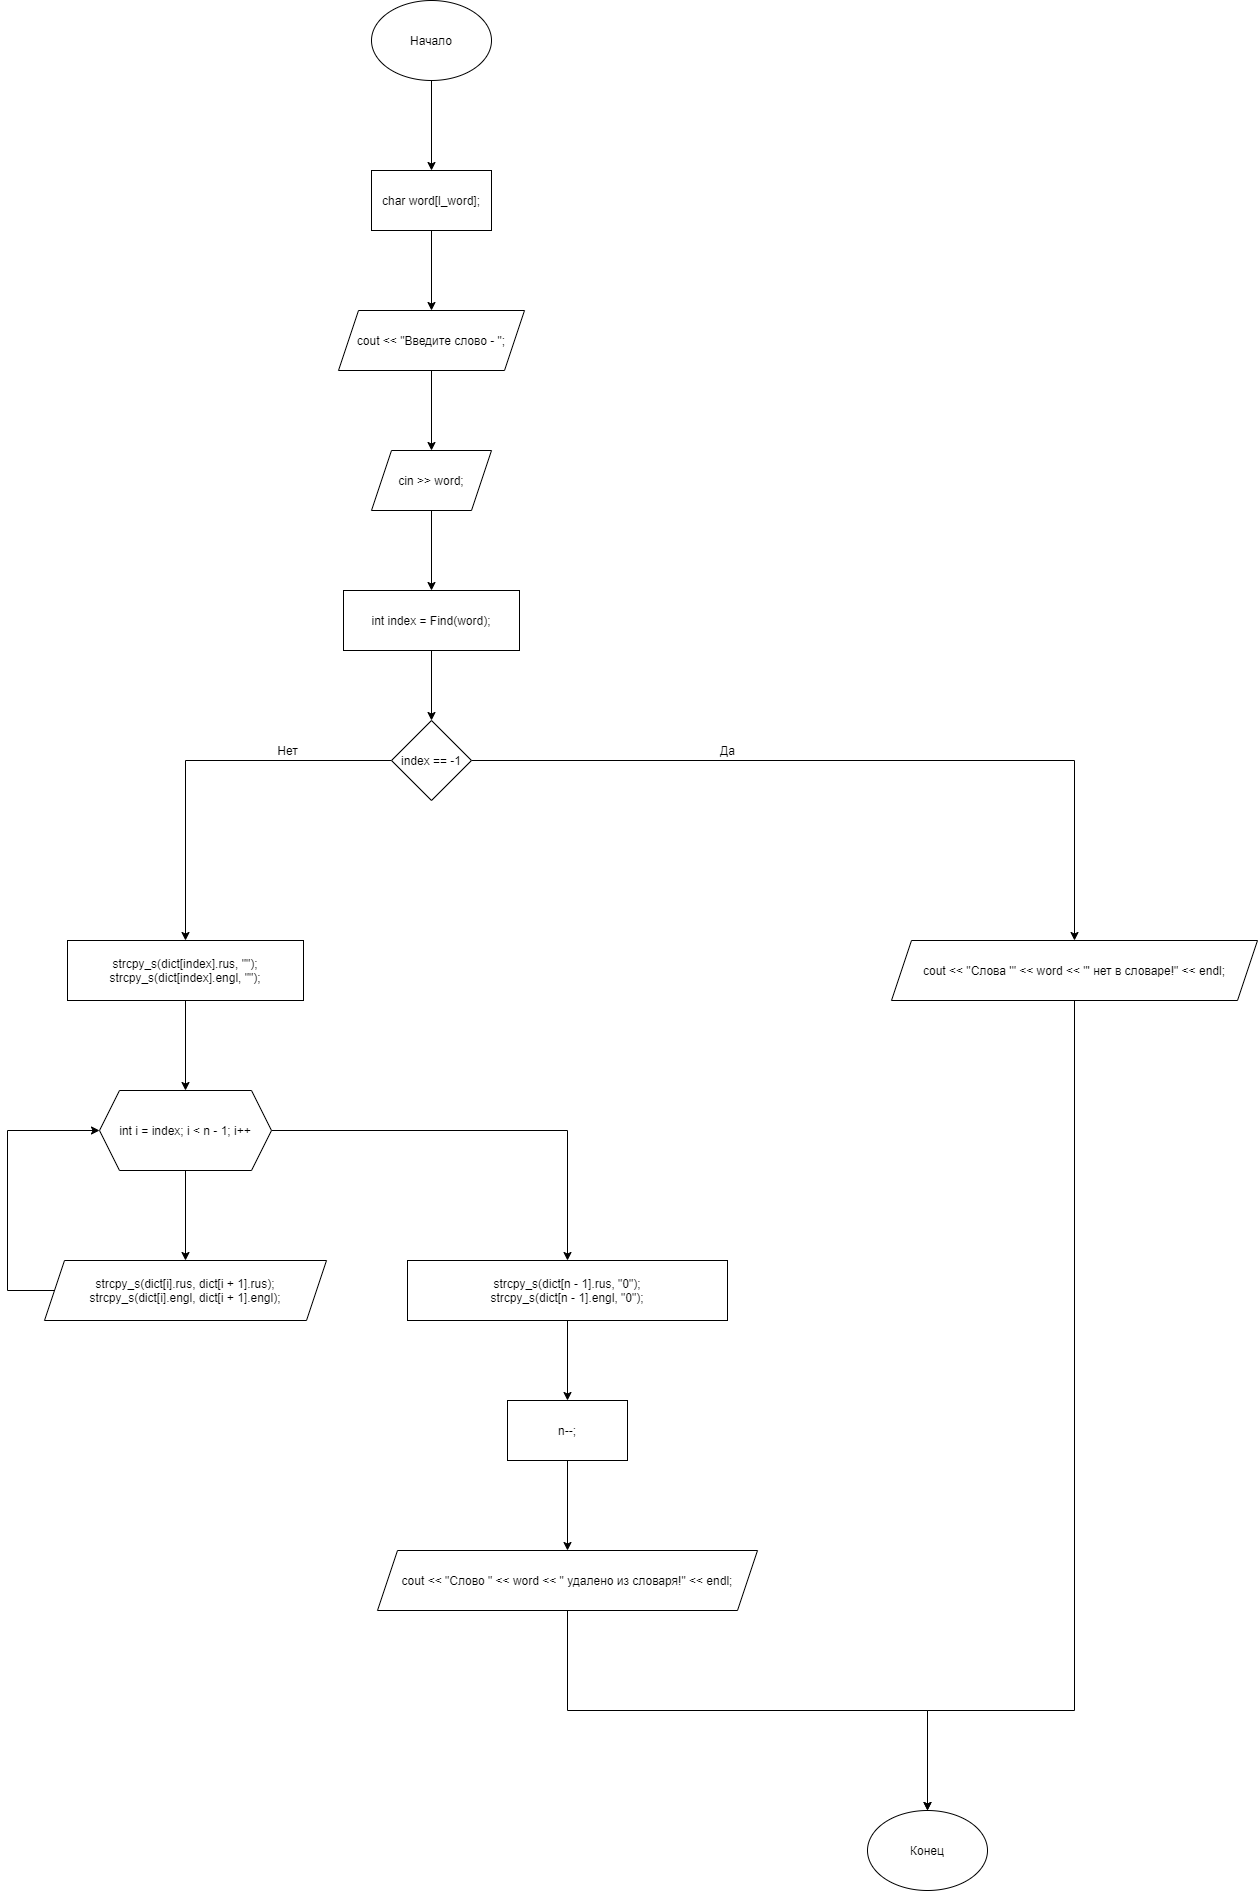 Начало
char word[l_word];
cout << "Введите слово - ";
cin >> word;
int index = Find(word);
index == -1
Нет
Да
strcpy_s(dict[index].rus, "");
strcpy_s(dict[index].engl, "");
cout << "Слова '" << word << "' нет в словаре!" << endl;
int i = index; i < n - 1; i++
strcpy_s(dict[i].rus, dict[i + 1].rus);
strcpy_s(dict[i].engl, dict[i + 1].engl);
strcpy_s(dict[n - 1].rus, "0");
strcpy_s(dict[n - 1].engl, "0");
n--;
cout << "Слово " << word << " удалено из словаря!" << endl;
Конец